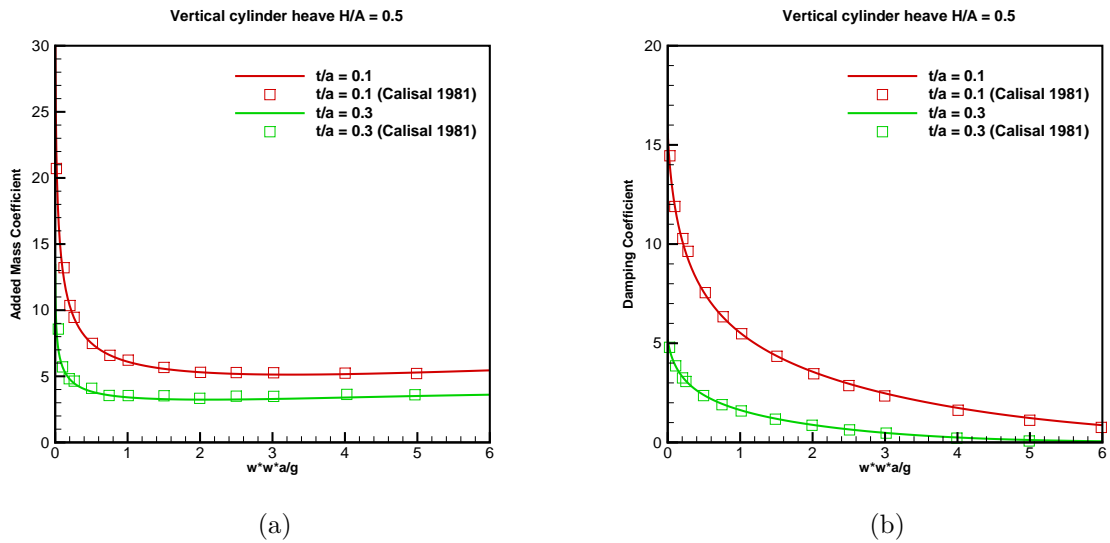 Vertical cylinder heave H/A = 0.5
30
25
20
15
10
5
0
Added Mass Coefficient
t/a = 0.1
t/a = 0.1 (Calisal 1981)
t/a = 0.3
t/a = 0.3 (Calisal 1981)
0 1 2 3 4 5 6
w*w*a/g
(a)
Vertical cylinder heave H/A = 0.5
20
15
10
5
0
Damping Coefficient
t/a = 0.1
t/a = 0.1 (Calisal 1981)
t/a = 0.3
t/a = 0.3 (Calisal 1981)
0 1 2 3 4 5 6
w*w*a/g
(b)